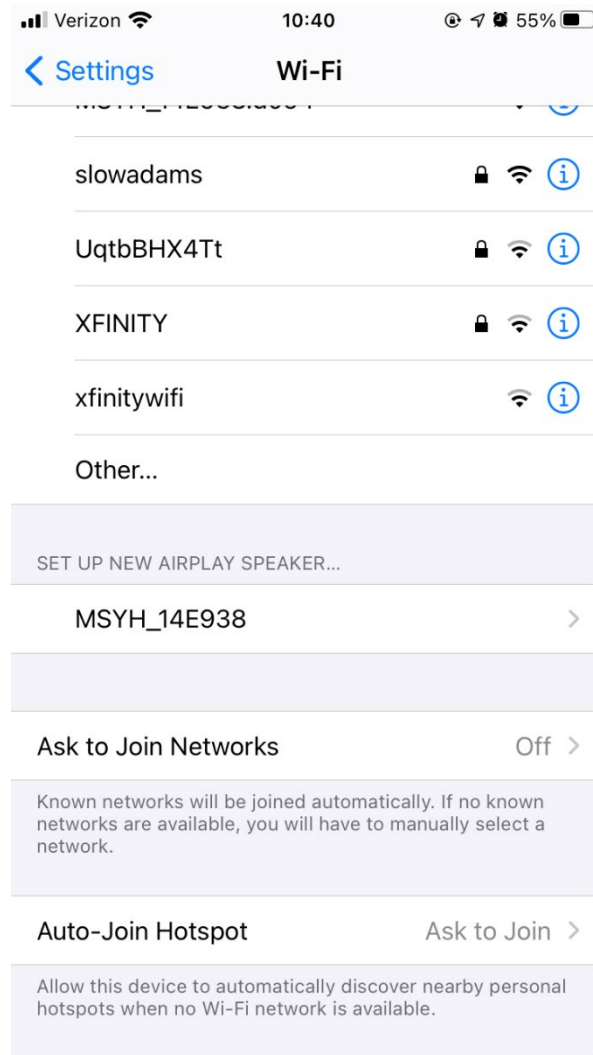 Verizon 10:40 55%
Settings Wi-Fi
slowadams
UqtbBHX4Tt
XFINITY
xfinitywifi
Other...
SET UP NEW AIRPLAY SPEAKER...
MSYH_14E938
Ask to Join Networks Off
Known networks will be joined automatically. If no known
networks are available, you will have to manually select a
network.
Auto-Join Hotspot Ask to Join
Allow this device to automatically discover nearby personal
hotspots when no Wi-Fi network is available.